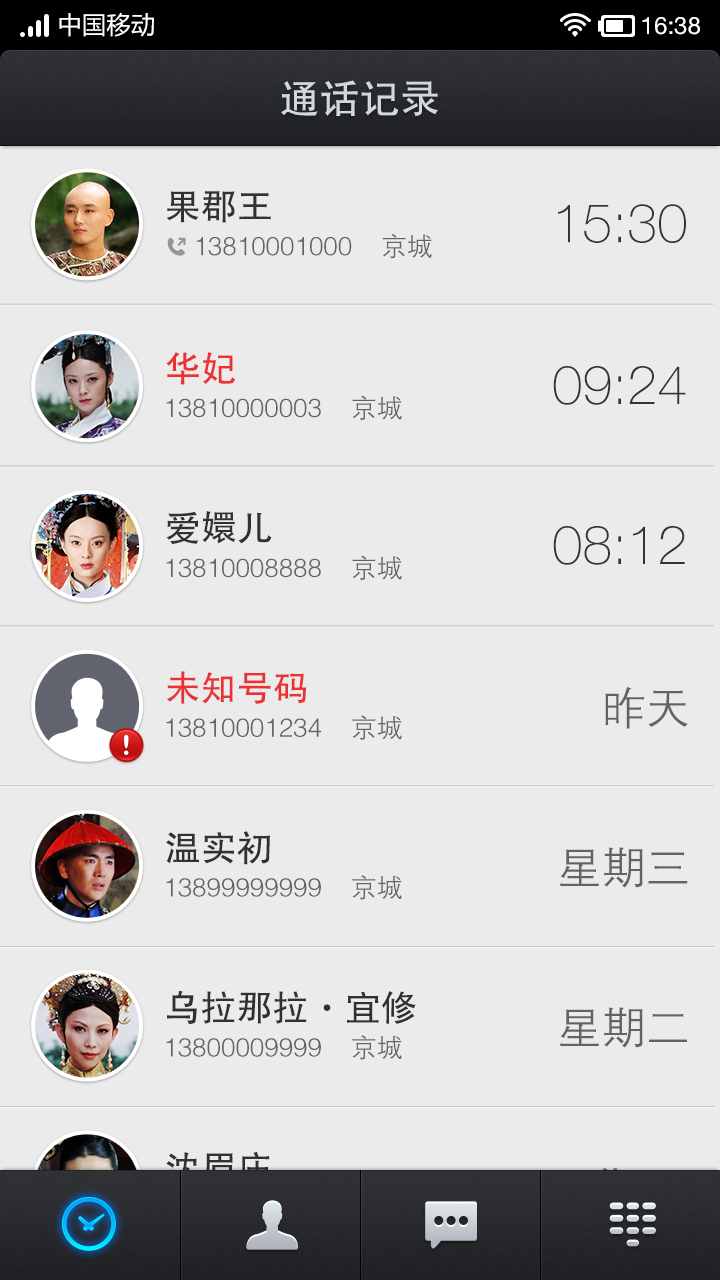 中国移动 16:38
通话记录
果郡王
13810001000 京城
15:30
华妃
13810000003 京城
09:24
爱嬛儿
13810008888 京城
08:12
未知号码
13810001234 京城
昨天
温实初
13899999999 京城
星期三
乌拉那拉·宜修
13800009999 京城
星期二
沈眉庄